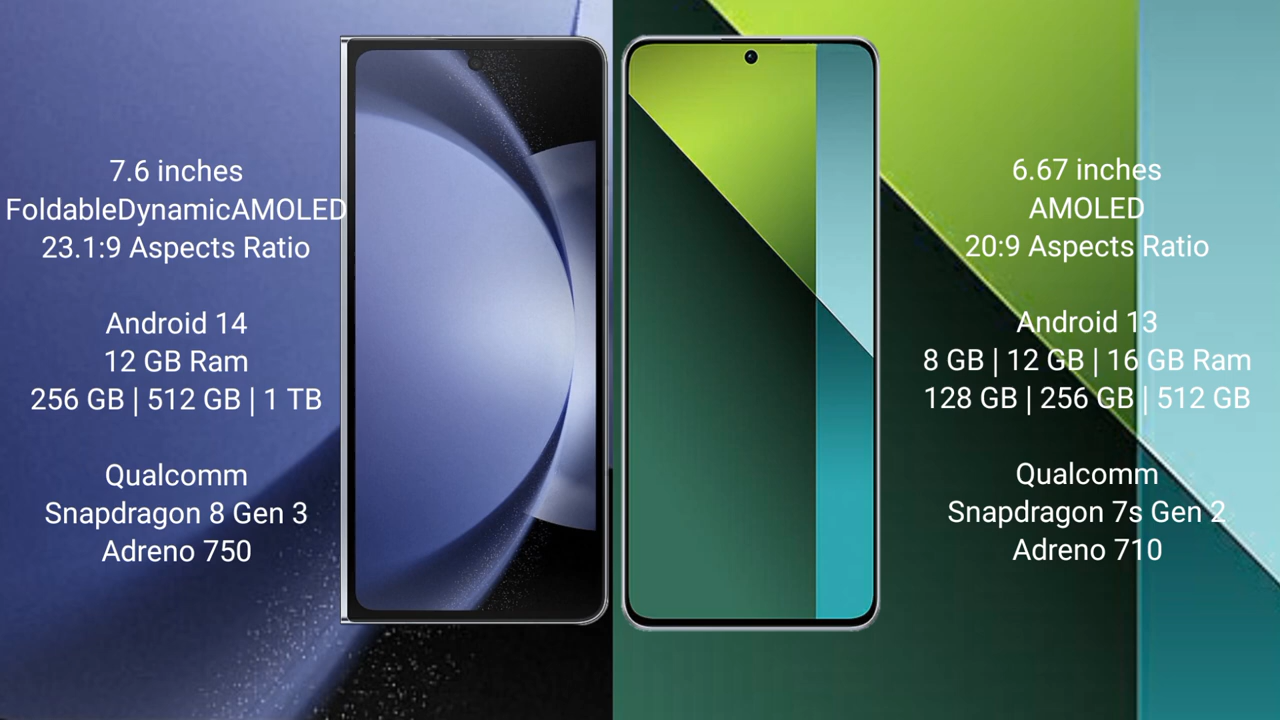 7.6 inches
FoldableDynamicAMOLED
23.1:9 Aspects Ratio
Android 14
12 GB Ram
256 GB | 512 GB | 1 TB
Qualcomm
Snapdragon 8 Gen 3
Adreno 750
6.67 inches
AMOLED
20:9 Aspects Ratio
Android 13
8 GB | 12 GB | 16 GB Ram
128 GB | 256 GB | 512 GB
Qualcomm
Snapdragon 7s Gen 2
Adreno 710